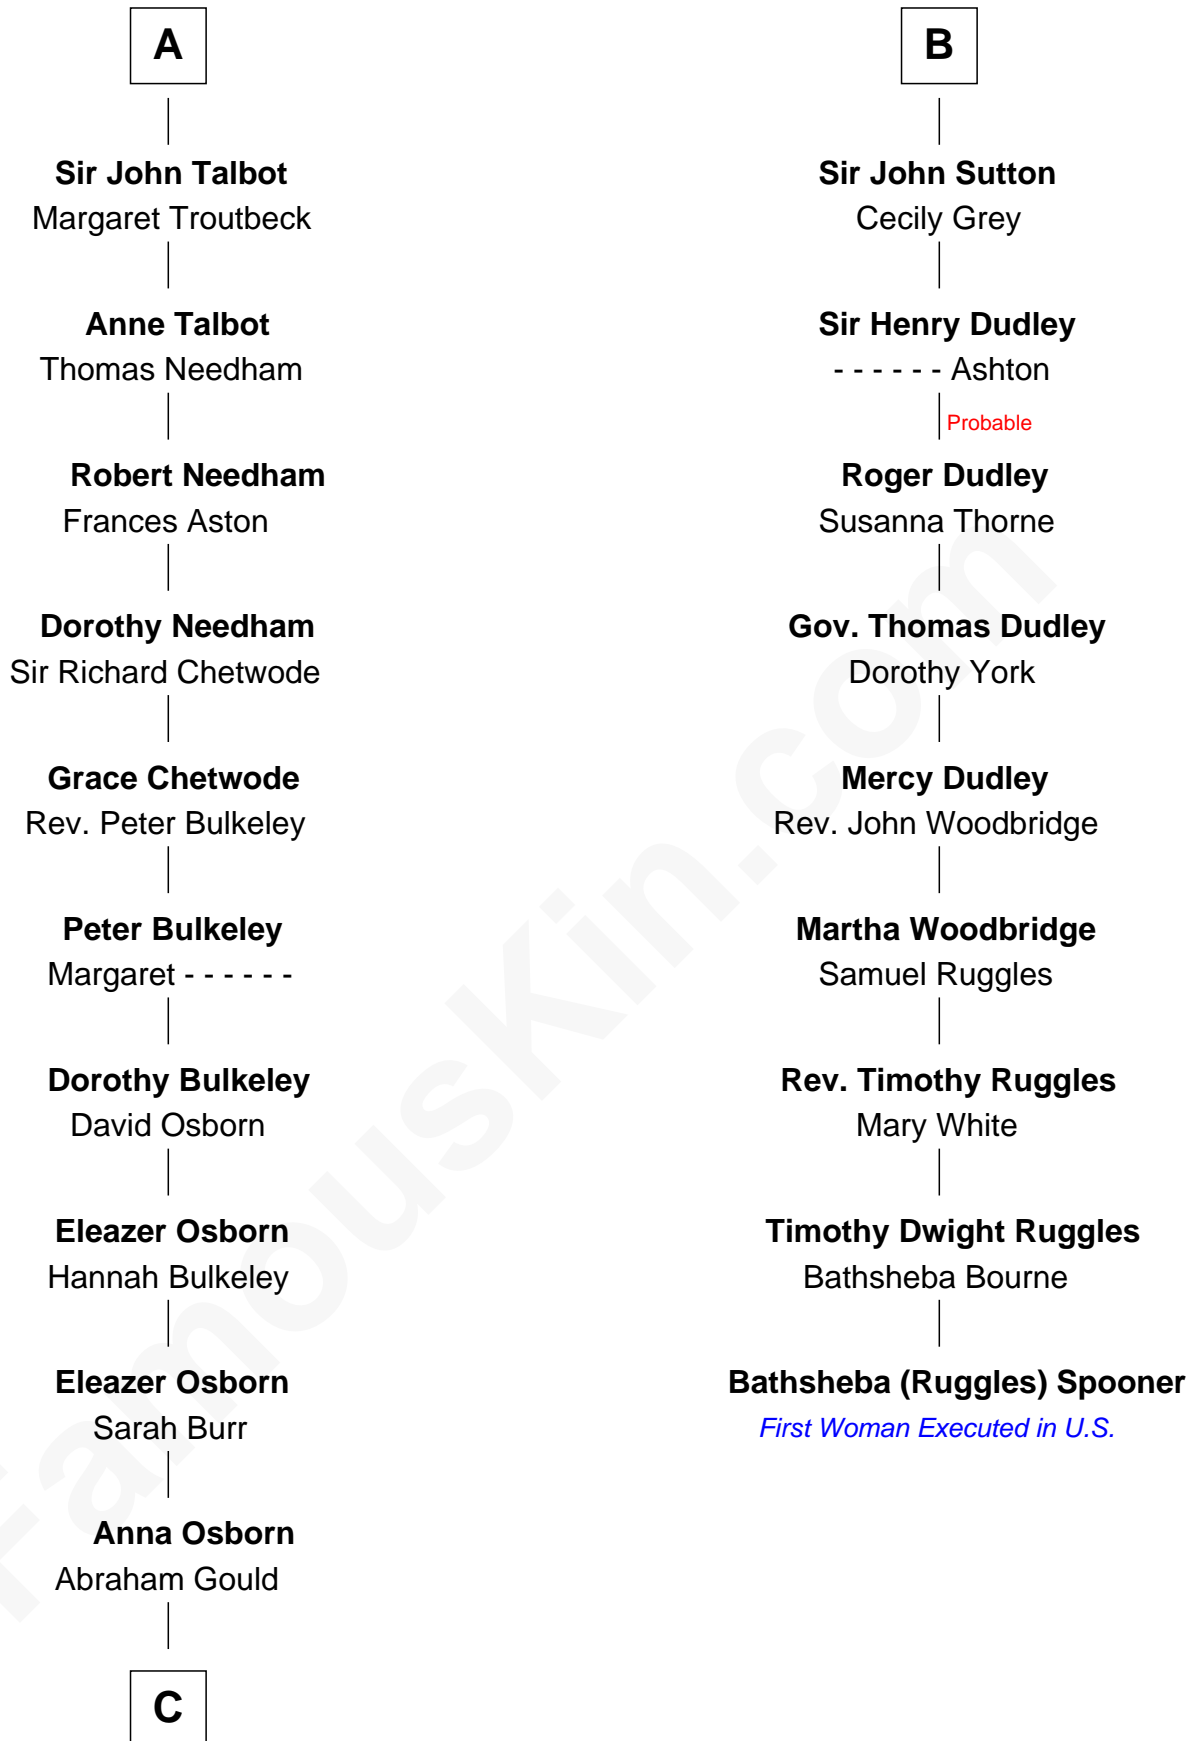 A
Sir John Talbot
Margaret Troutbeck
Anne Talbot
Thomas Needham
Robert Needham
Frances Aston
Dorothy Needham
Sir Richard Chetwode
Grace Chetwode
Rev. Peter Bulkeley
Peter Bulkeley
Margaret - - - - - -
Dorothy Bulkeley
David Osborn
Eleazer Osborn
Hannah Bulkeley
Eleazer Osborn
Sarah Burr
Anna Osborn
Abraham Gould
C
B
Sir John Sutton
Cecily Grey
Sir Henry Dudley
- - - - - - Ashton
Probable
Roger Dudley
Susanna Thorne
Gov. Thomas Dudley
Dorothy York
Mercy Dudley
Rev. John Woodbridge
Martha Woodbridge
Samuel Ruggles
Rev. Timothy Ruggles
Mary White
Timothy Dwight Ruggles
Bathsheba Bourne
Bathsheba (Ruggles) Spooner
First Woman Executed in U.S.
FamousKin.com